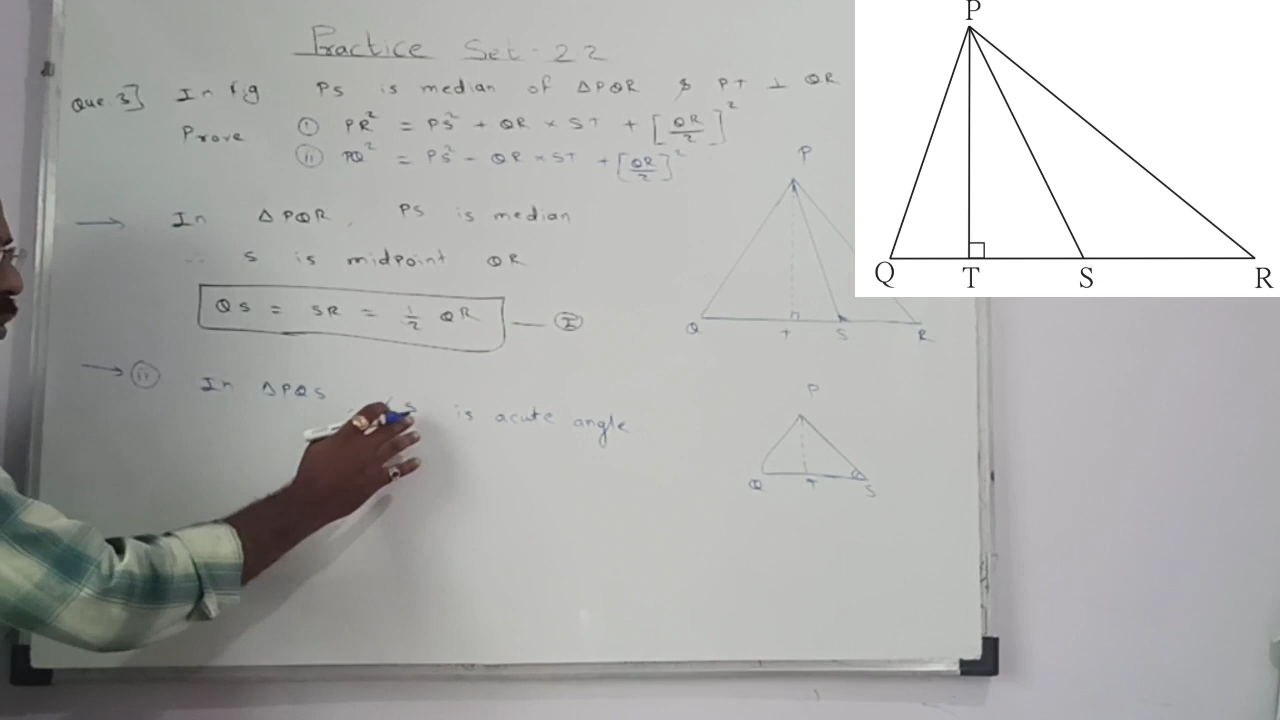 Practice Set - 2.2
Que. 3] In fig PS is median of ΔPQR & PT ⊥ QR
Prove ① PR² = PS² + QR × ST + [QR/2]²
ⅱ PQ² = PS² - QR × ST + [QR/2]²
→ In ΔPQR, PS is median
∴ S is midpoint QR
QS = SR = 1/2 QR — Ⓘ
→ ⅱ In ΔPQS
∠S is acute angle
P
Q T S R
P
Q T S
P
Q T S R